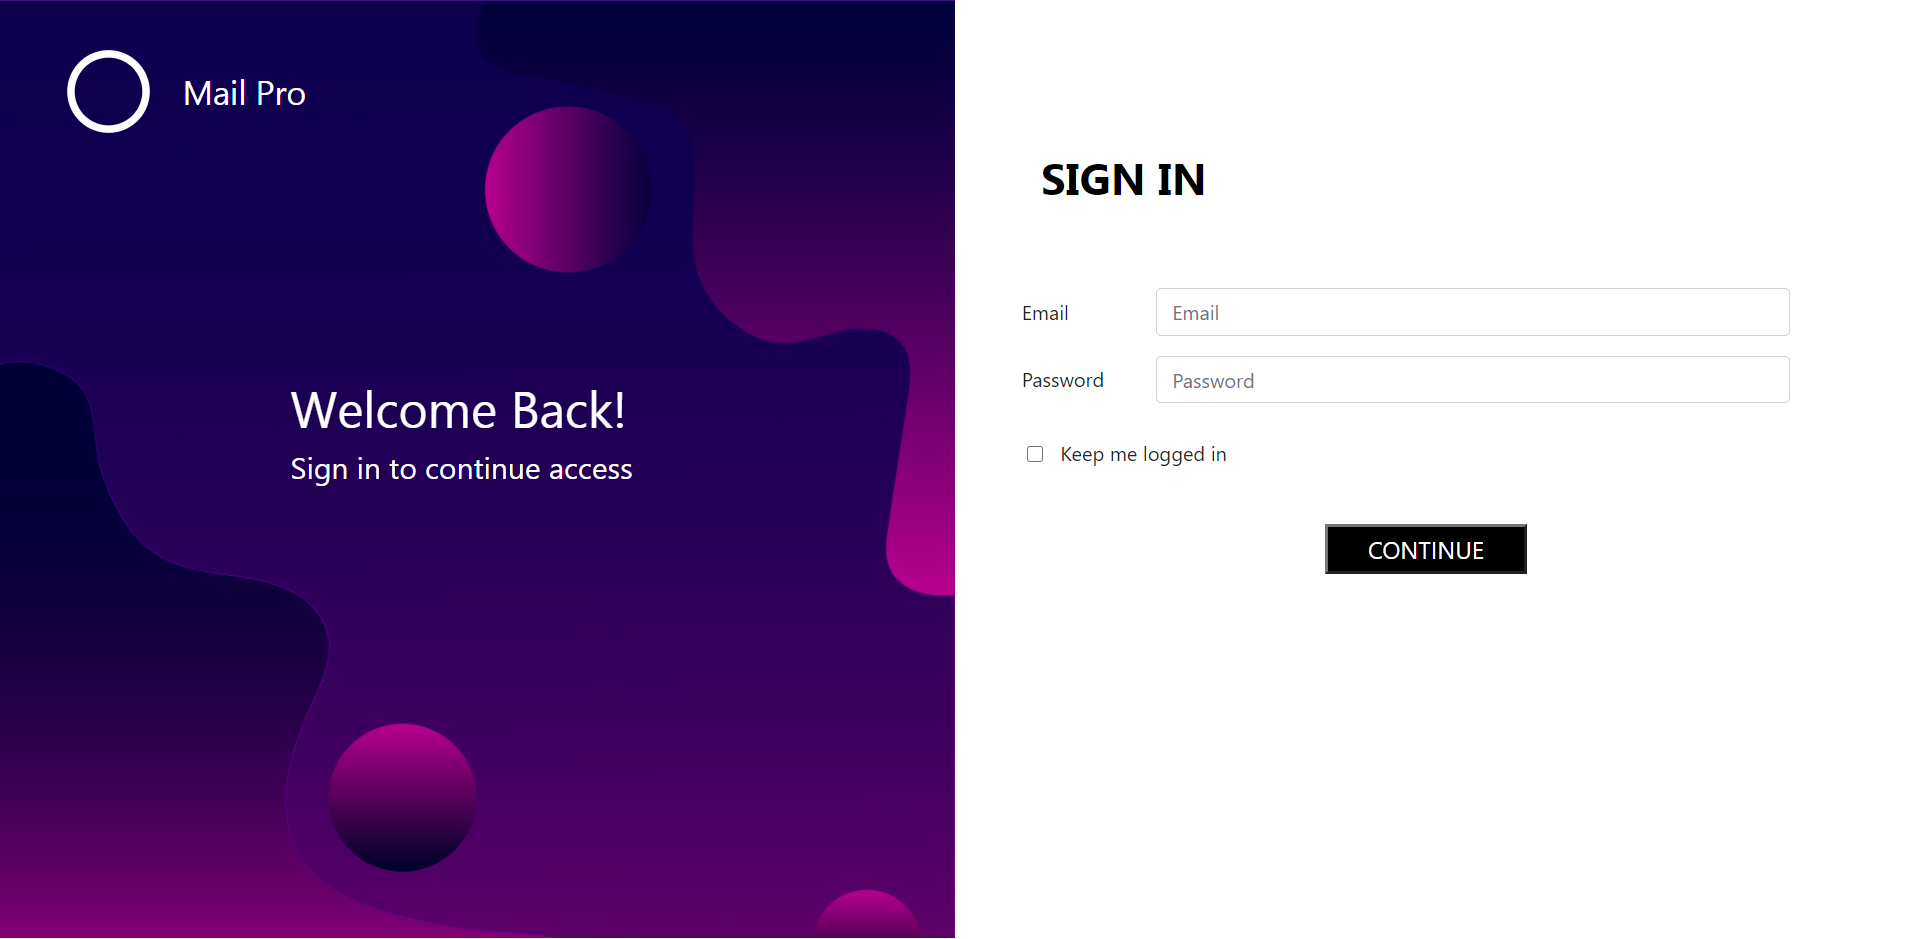 Mail Pro
Welcome Back!
Sign in to continue access
SIGN IN
Email
Email
Password
Password
Keep me logged in
CONTINUE